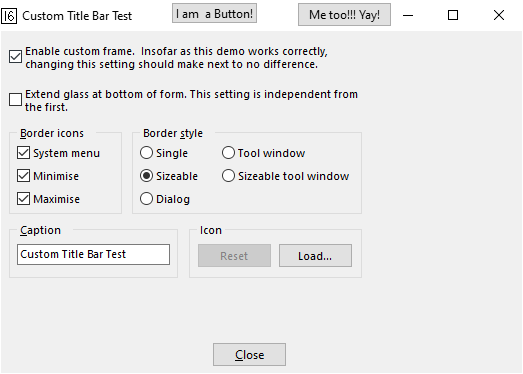 16 Custom Title Bar Test
I am  a Button!
Me too!!! Yay!
Enable custom frame.  Insofar as this demo works correctly,
changing this setting should make next to no difference.
Extend glass at bottom of form. This setting is independent from
the first.
Border icons
Border style
System menu
Minimise
Maximise
Single
Tool window
Sizeable
Sizeable tool window
Dialog
Caption
Custom Title Bar Test
Icon
Reset
Load...
Close